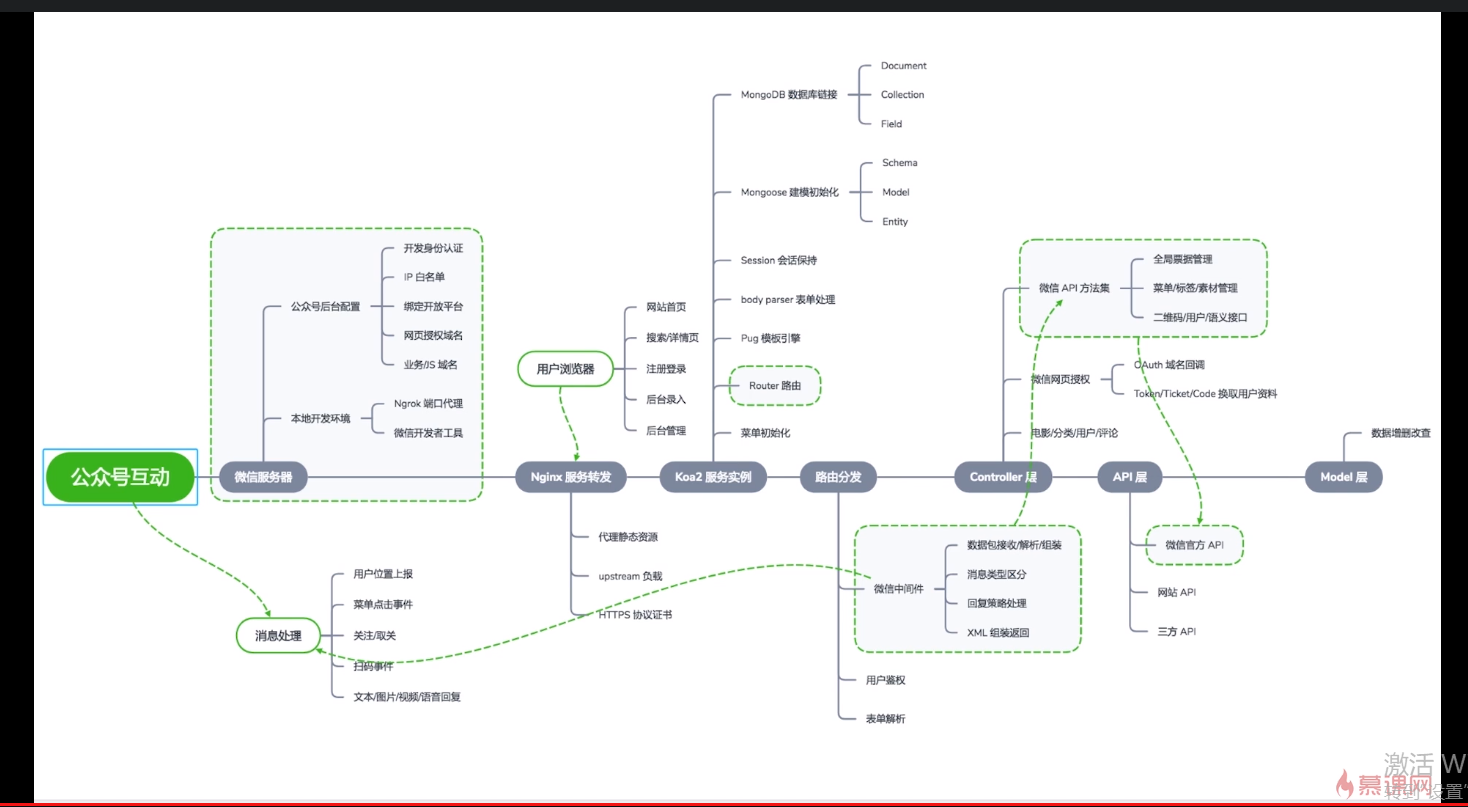 公众号互动
微信服务器
公众号后台配置
开发身份认证
IP 白名单
绑定开放平台
网页授权域名
业务/JS 域名
本地开发环境
Ngrok 端口代理
微信开发者工具
消息处理
用户位置上报
菜单点击事件
关注/取关
扫码事件
文本/图片/视频/语音回复
用户浏览器
网站首页
搜索/详情页
注册登录
后台录入
后台管理
Nginx 服务转发
代理静态资源
upstream 负载
HTTPS 协议证书
Koa2 服务实例
MongoDB 数据库链接
Document
Collection
Field
Mongoose 建模初始化
Schema
Model
Entity
Session 会话保持
body parser 表单处理
Pug 模板引擎
Router 路由
菜单初始化
路由分发
微信中间件
数据包接收/解析/组装
消息类型区分
回复策略处理
XML 组装返回
用户鉴权
表单解析
Controller 层
微信 API 方法集
全局票据管理
菜单/标签/素材管理
二维码/用户/语义接口
微信网页授权
OAuth 域名回调
Token/Ticket/Code 换取用户资料
电影/分类/用户/评论
API 层
微信官方 API
网站 API
三方 API
Model 层
数据增删改查
激活 W
转到"设置"
慕课网